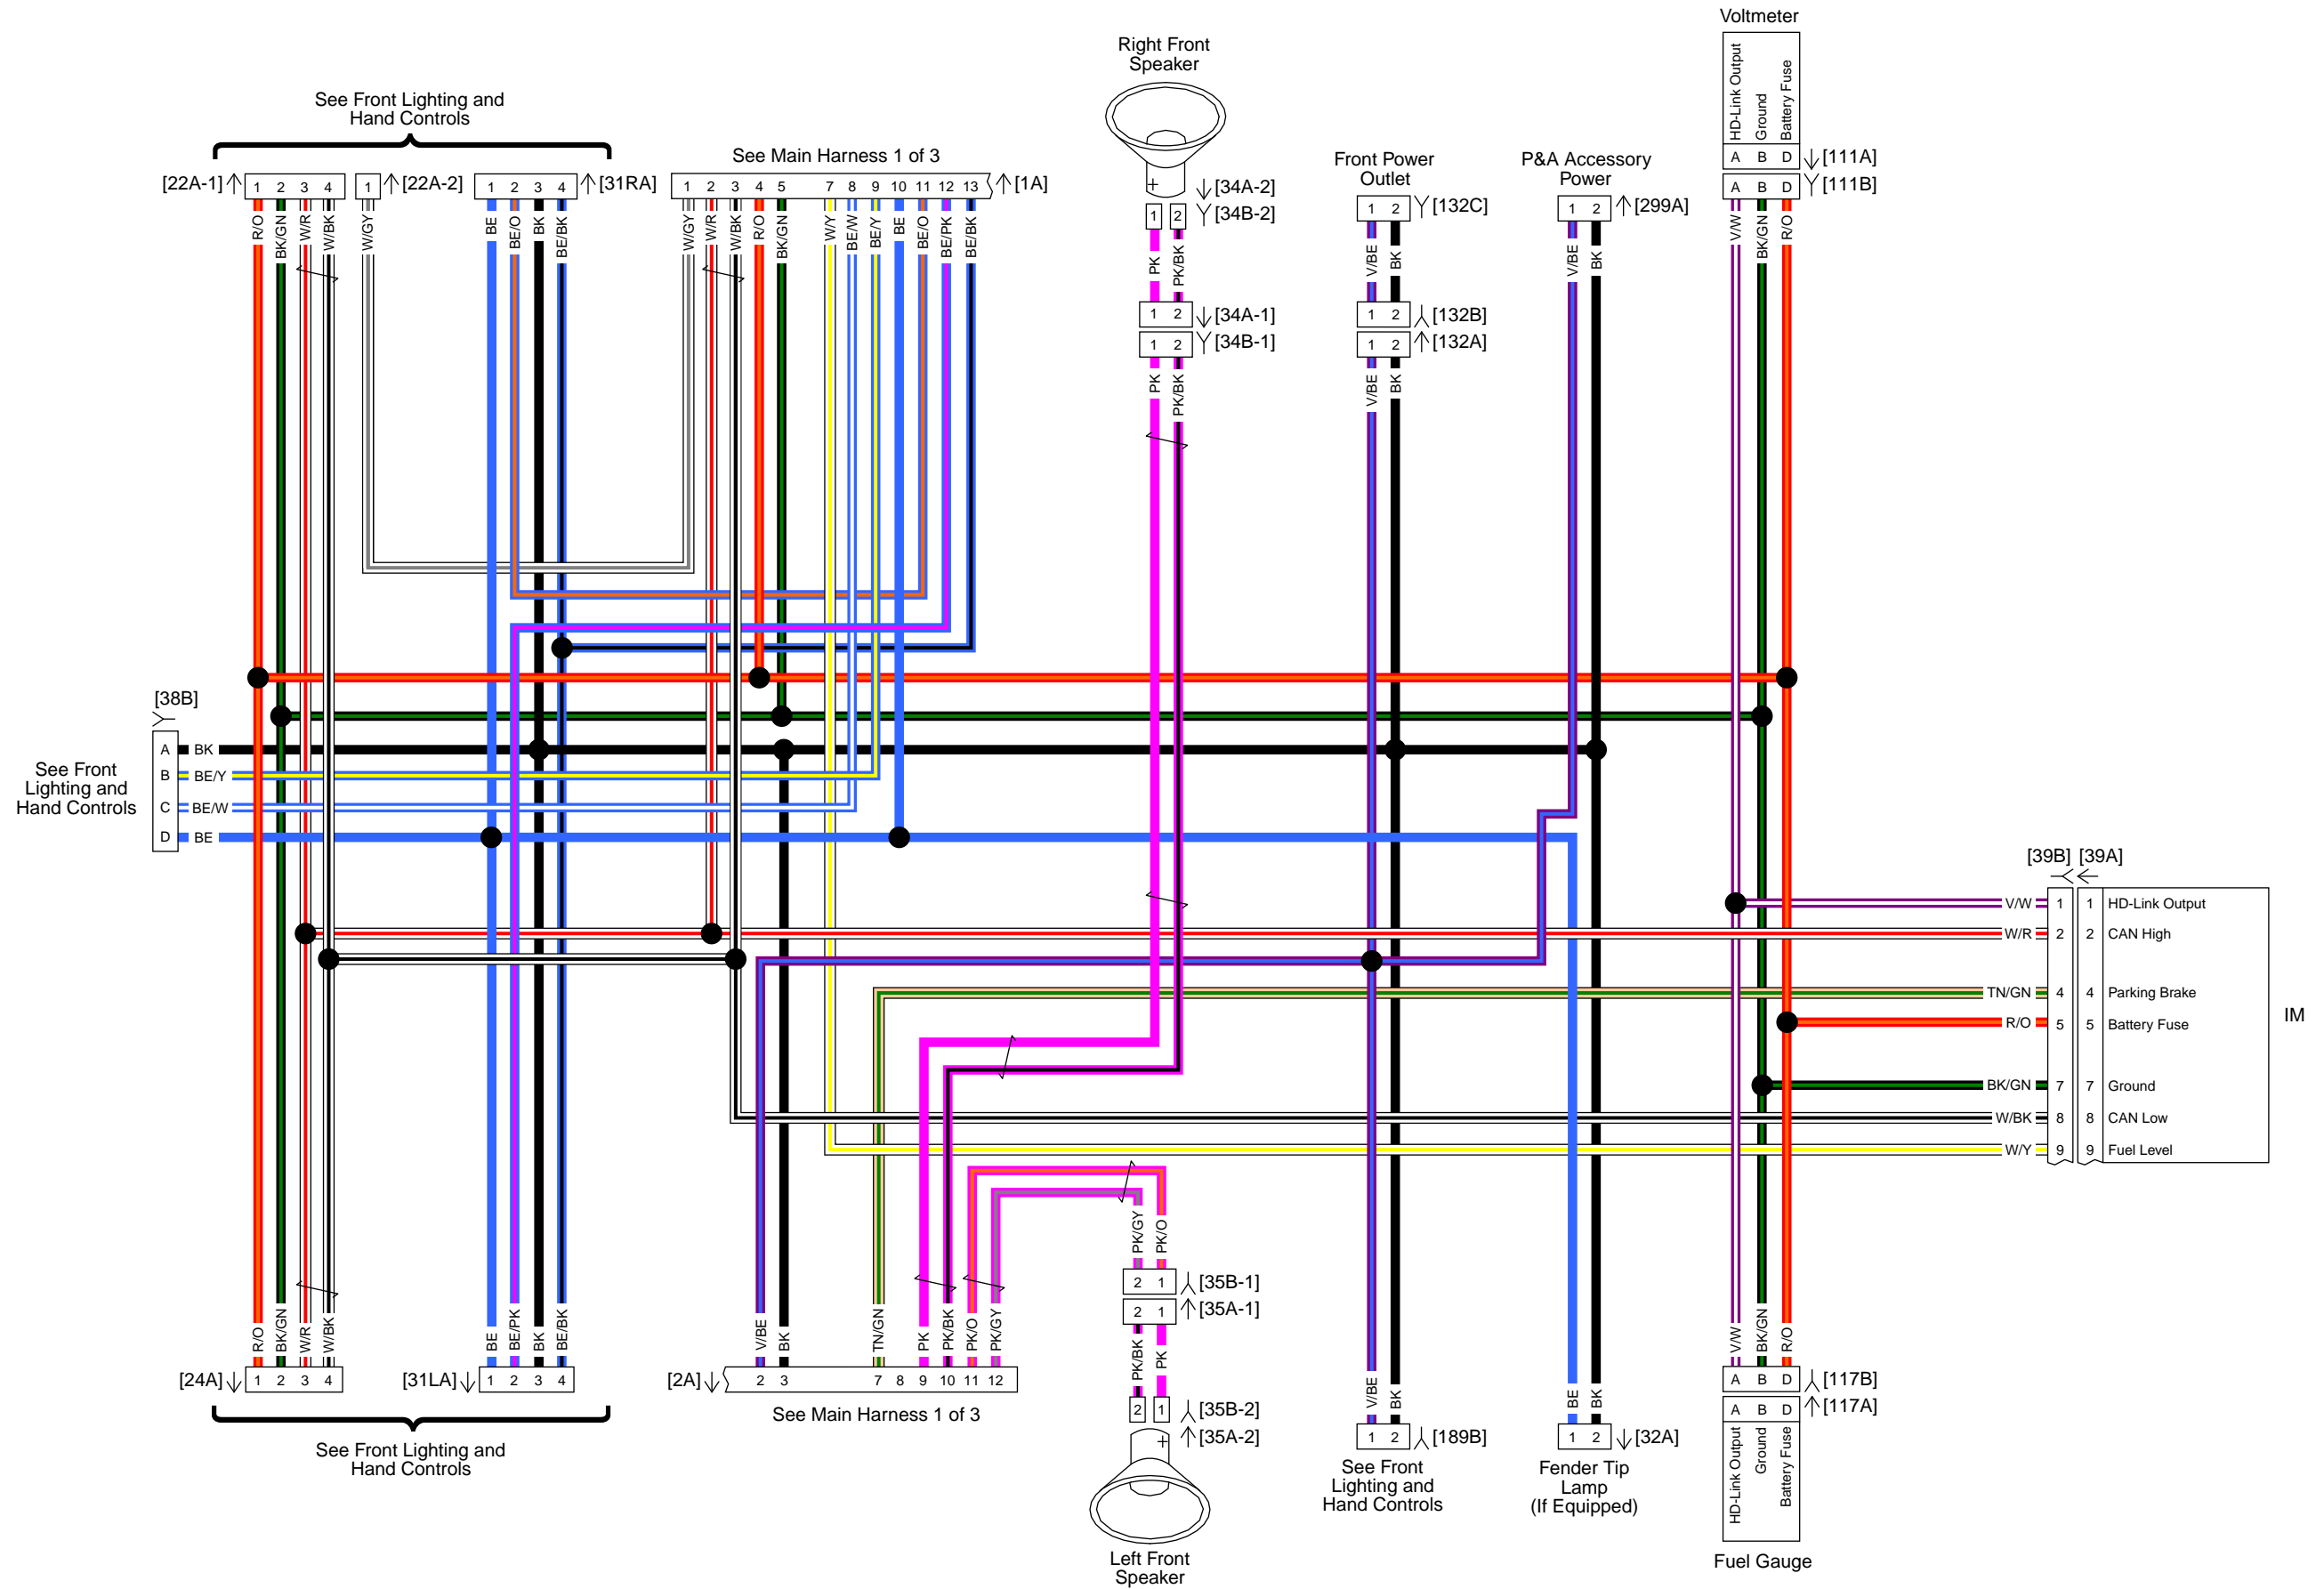 Voltmeter
HD-Link Output
Ground
Battery Fuse
A B D [111A]
A B D [111B]
V/W BK/GN R/O
Right Front
Speaker
+
[34A-2]
1 2 [34B-2]
PK PK/BK
1 2 [34A-1]
1 2 [34B-1]
PK PK/BK
Front Power
Outlet
1 2 [132C]
V/BE BK
1 2 [132B]
1 2 [132A]
V/BE BK
P&A Accessory
Power
1 2 [299A]
V/BE BK
See Front Lighting and
Hand Controls
[22A-1] 1 2 3 4
R/O BK/GN W/R W/BK
1 [22A-2]
W/GY
1 2 3 4 [31RA]
BE BE/O BK BE/BK
See Main Harness 1 of 3
1 2 3 4 5 7 8 9 10 11 12 13 [1A]
W/GY W/R W/BK R/O BK/GN W/Y BE/W BE/Y BE BE/O BE/PK BE/BK
[38B]
See Front
Lighting and
Hand Controls
A BK
B BE/Y
C BE/W
D BE
[39B] [39A]
V/W 1 1 HD-Link Output
W/R 2 2 CAN High
TN/GN 4 4 Parking Brake
R/O 5 5 Battery Fuse
BK/GN 7 7 Ground
W/BK 8 8 CAN Low
W/Y 9 9 Fuel Level
IM
R/O BK/GN W/R W/BK
[24A] 1 2 3 4
BE BE/PK BK BE/BK
[31LA] 1 2 3 4
See Front Lighting and
Hand Controls
V/BE BK TN/GN PK PK/BK PK/O PK/GY
[2A] 2 3 7 8 9 10 11 12
See Main Harness 1 of 3
PK/GY PK/O
2 1 [35B-1]
2 1 [35A-1]
PK/BK PK
2 1 [35B-2]
+ [35A-2]
Left Front
Speaker
V/BE BK
1 2 [189B]
See Front
Lighting and
Hand Controls
BE BK
1 2 [32A]
Fender Tip
Lamp
(If Equipped)
V/W BK/GN R/O
A B D [117B]
A B D [117A]
HD-Link Output
Ground
Battery Fuse
Fuel Gauge